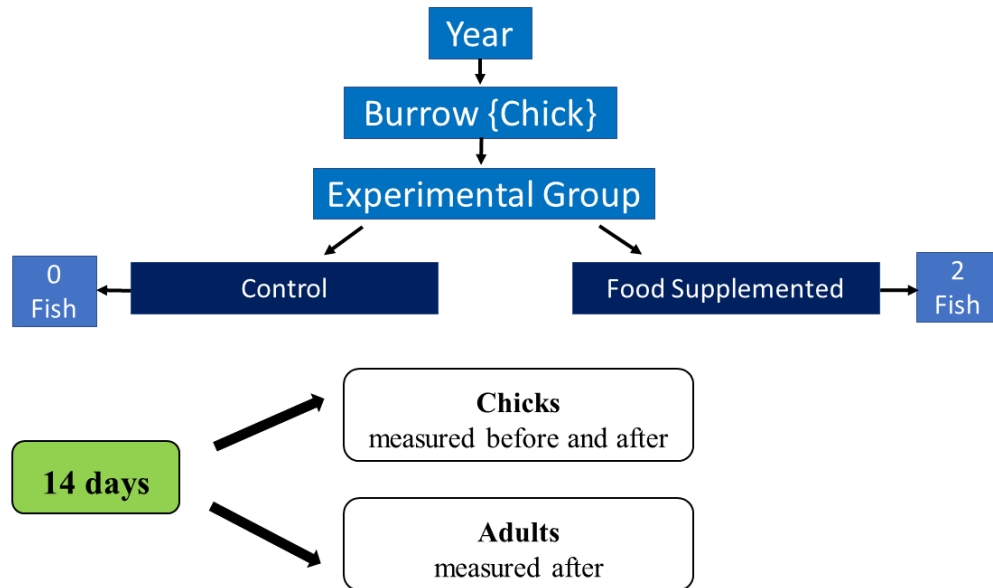 Year
Burrow {Chick}
Experimental Group
0
Fish
Control
Food Supplemented
2
Fish
Chicks
measured before and after
14 days
Adults
measured after